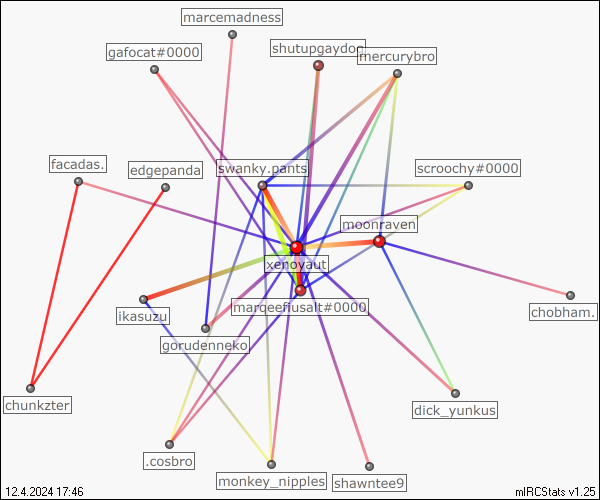 marcemadness
gafocat#0000
shutupgaydog
mercurybro
facadas.
edgepanda
swanky.pants
scroochy#0000
moonraven
xenoyaut
marqeefiusalt#0000
ikasuzu
chobham.
gorudenneko
chunkzter
dick_yunkus
.cosbro
monkey_nipples
shawntee9
12.4.2024 17:46
mIRCStats v1.25